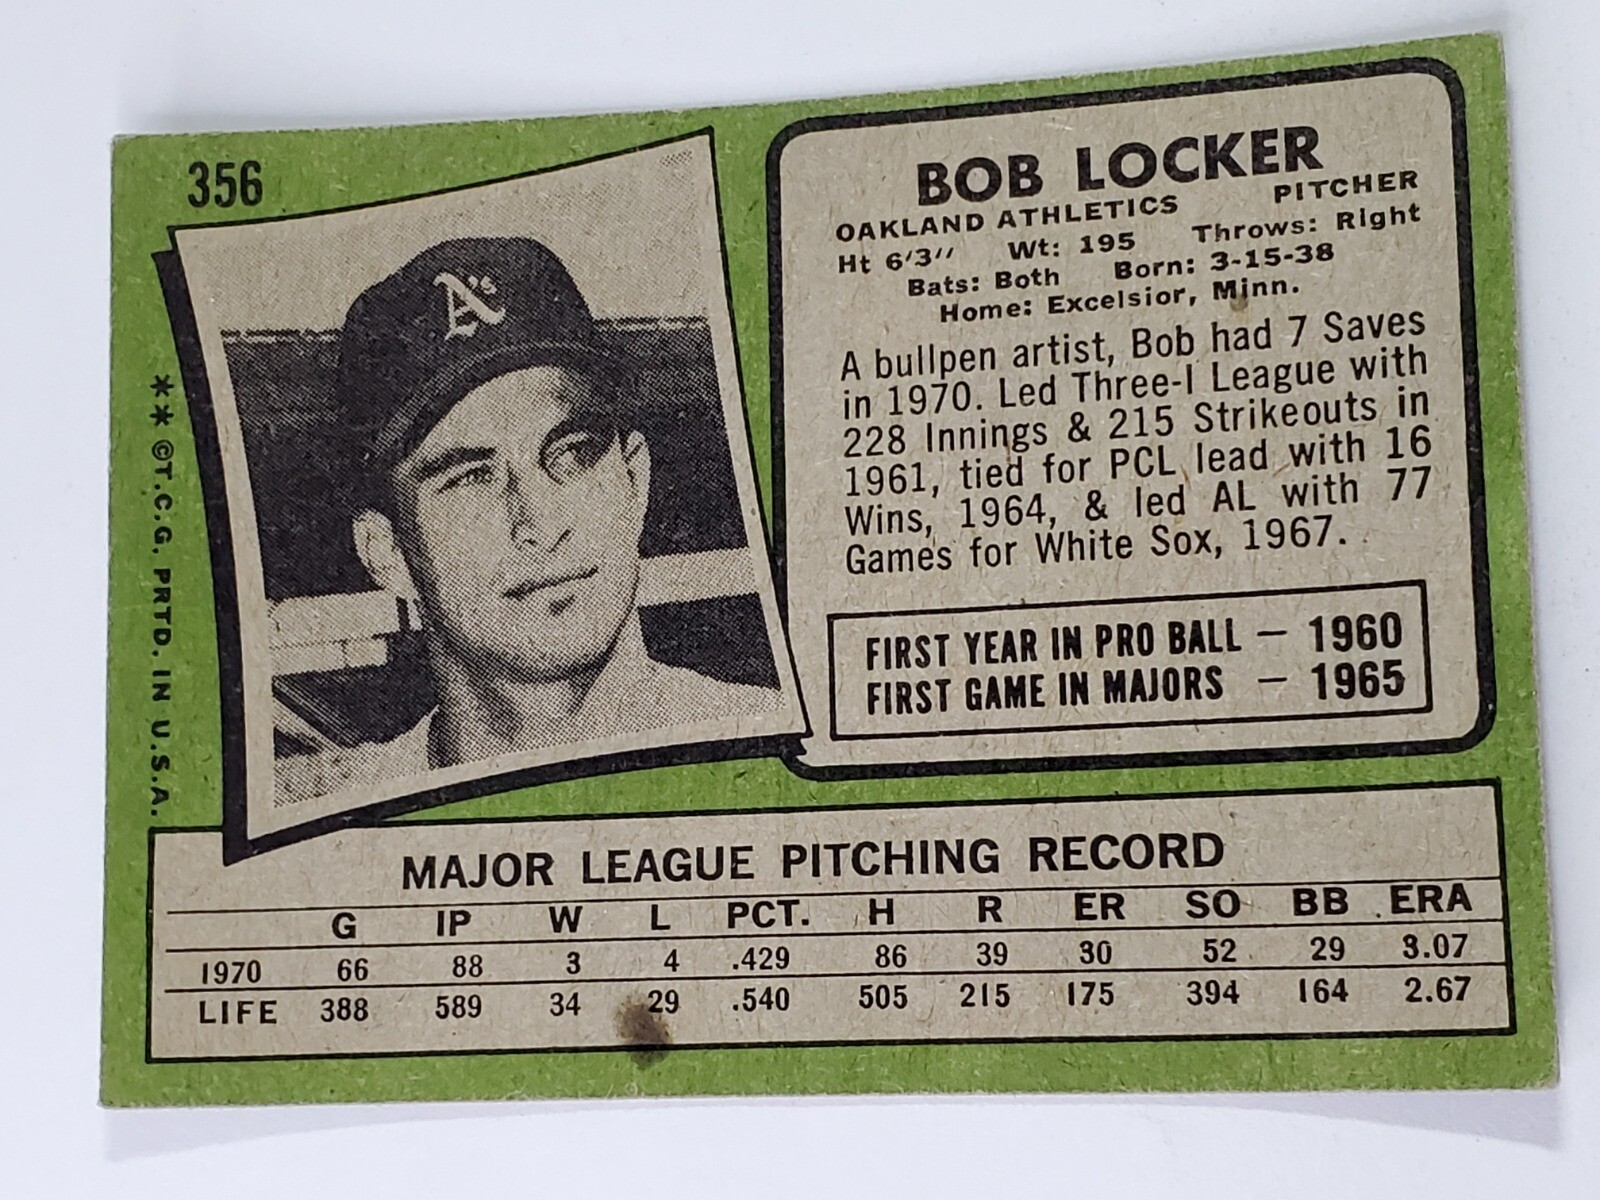 356
A's
**©T.C.G. PRTD. IN U.S.A.
BOB LOCKER
OAKLAND ATHLETICS PITCHER
Ht 6'3" Wt: 195 Throws: Right
Bats: Both Born: 3-15-38
Home: Excelsior, Minn.
A bullpen artist, Bob had 7 Saves
in 1970. Led Three-I League with
228 Innings & 215 Strikeouts in
1961, tied for PCL lead with 16
Wins, 1964, & led AL with 77
Games for White Sox, 1967.
FIRST YEAR IN PRO BALL — 1960
FIRST GAME IN MAJORS — 1965
MAJOR LEAGUE PITCHING RECORD
G IP W L PCT. H R ER SO BB ERA
1970 66 88 3 4 .429 86 39 30 52 29 3.07
LIFE 388 589 34 29 .540 505 215 175 394 164 2.67